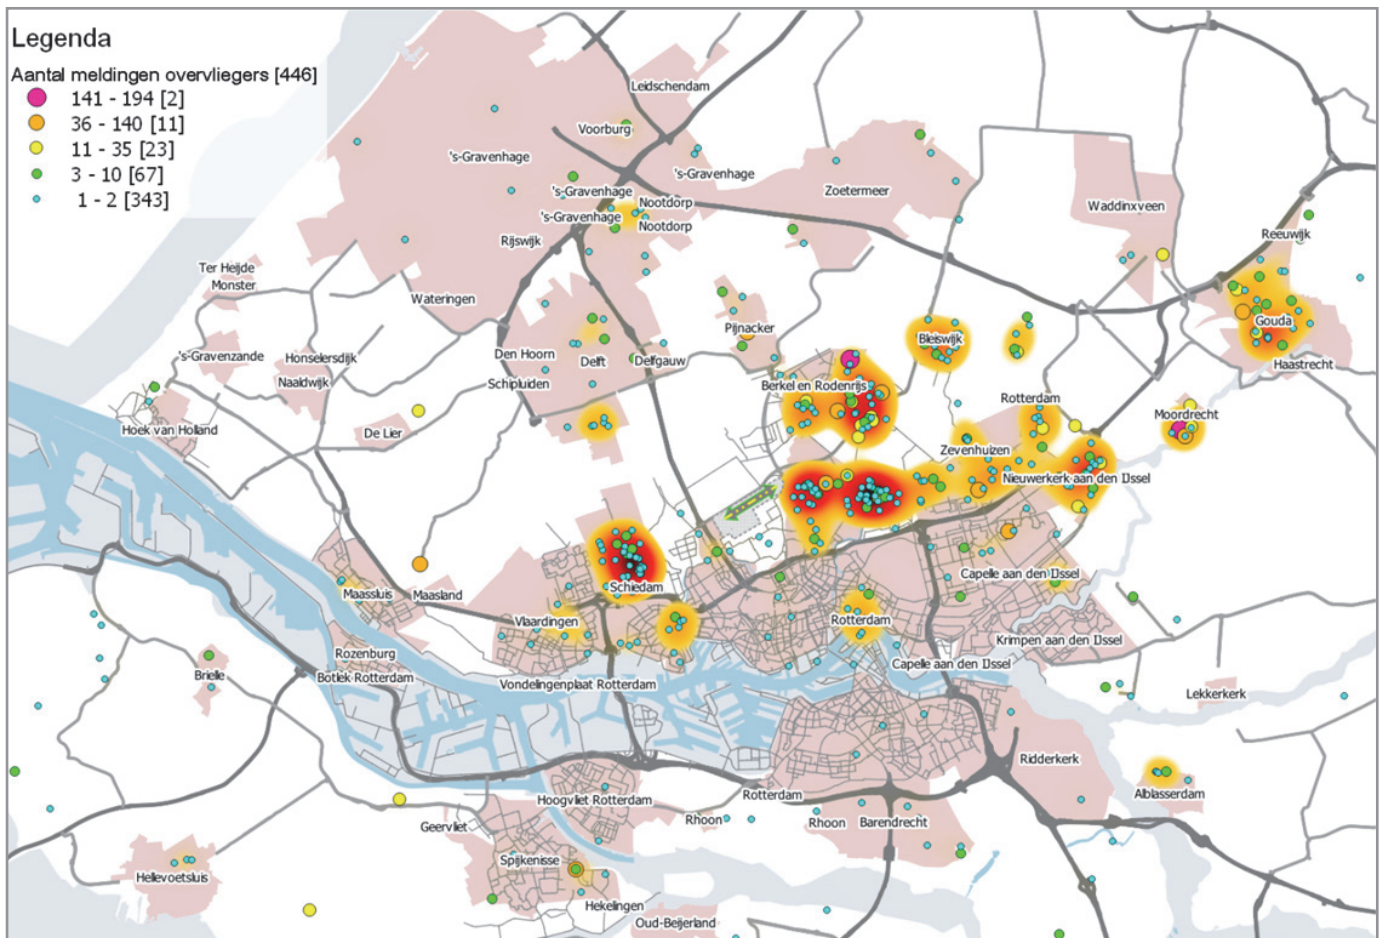 Legenda
Aantal meldingen overvliegers [446]
141 - 194 [2]
36 - 140 [11]
11 - 35 [23]
3 - 10 [67]
1 - 2 [343]
Leidschendam
Voorburg
's-Gravenhage
's-Gravenhage
's-Gravenhage
Zoetermeer
Nootdorp
Waddinxveen
's-Gravenhage
Nootdorp
Rijswijk
Reeuwijk
Ter Heijde
Monster
Wateringen
Gouda
Pijnacker
Bleiswijk
's-Gravenzande
Honselersdijk
Den Hoorn
Delft
Delfgauw
Haastrecht
Naaldwijk
Schipluiden
Berkel en Rodenrijs
Rotterdam
Moordrecht
Hoek van Holland
De Lier
Zevenhuizen
Nieuwerkerk aan den IJssel
Capelle aan den IJssel
Schiedam
Maassluis
Maasland
Vlaardingen
Rotterdam
Krimpen aan den IJssel
Rozenburg
Capelle aan den IJssel
Brielle
Botlek Rotterdam
Vondelingenplaat Rotterdam
Lekkerkerk
Ridderkerk
Alblasserdam
Hoogvliet Rotterdam
Rotterdam
Geervliet
Rhoon
Rhoon
Barendrecht
Spijkenisse
Hellevoetsluis
Hekelingen
Oud-Beijerland